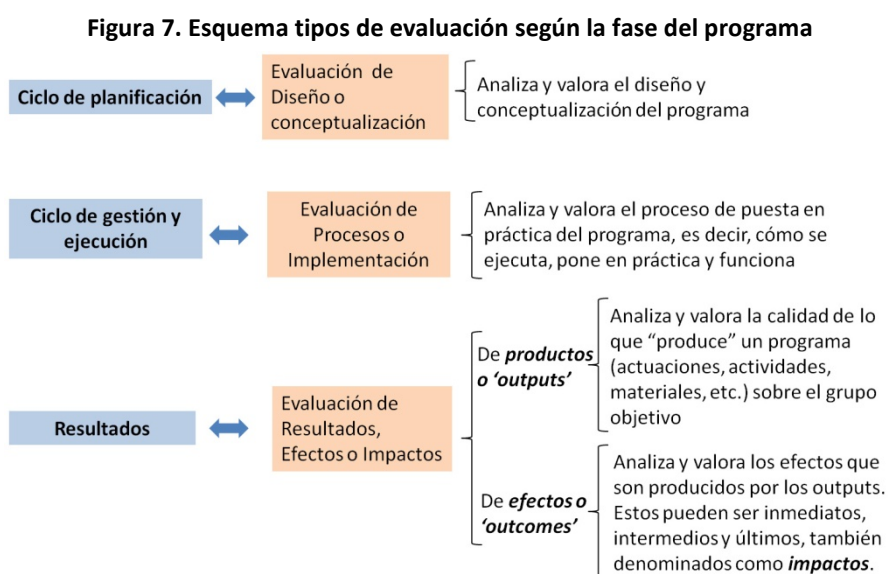 Figura 7. Esquema tipos de evaluación según la fase del programa
Ciclo de planificación
Evaluación de
Diseño o
conceptualización
Analiza y valora el diseño y
conceptualización del programa
Ciclo de gestión y
ejecución
Evaluación de
Procesos o
Implementación
Analiza y valora el proceso de puesta en
práctica del programa, es decir, cómo se
ejecuta, pone en práctica y funciona
Resultados
Evaluación de
Resultados,
Efectos o Impactos
De productos
o ‘outputs’
Analiza y valora la calidad de lo
que “produce” un programa
(actuaciones, actividades,
materiales, etc.) sobre el grupo
objetivo
De efectos o
‘outcomes’
Analiza y valora los efectos que
son producidos por los outputs.
Estos pueden ser inmediatos,
intermedios y últimos, también
denominados como impactos.